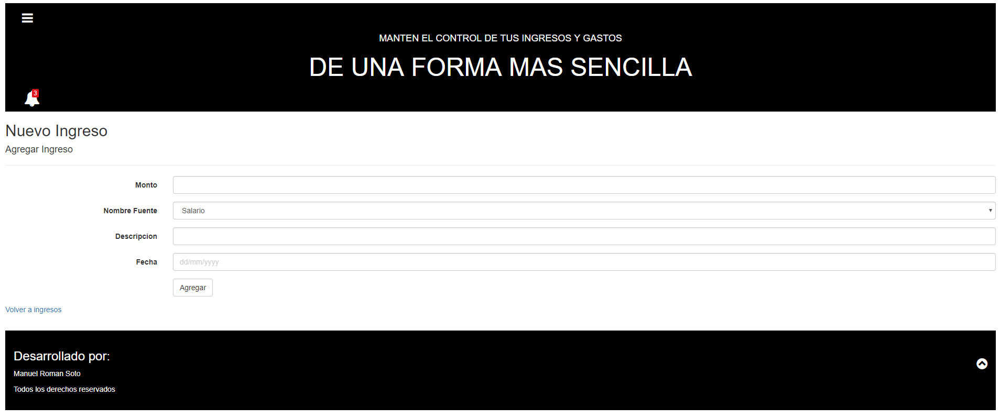 MANTEN EL CONTROL DE TUS INGRESOS Y GASTOS
DE UNA FORMA MAS SENCILLA
3
Nuevo Ingreso
Agregar Ingreso
Monto
Nombre Fuente
Salario
Descripcion
Fecha
dd/mm/yyyy
Agregar
Volver a ingresos
Desarrollado por:
Manuel Roman Soto
Todos los derechos reservados